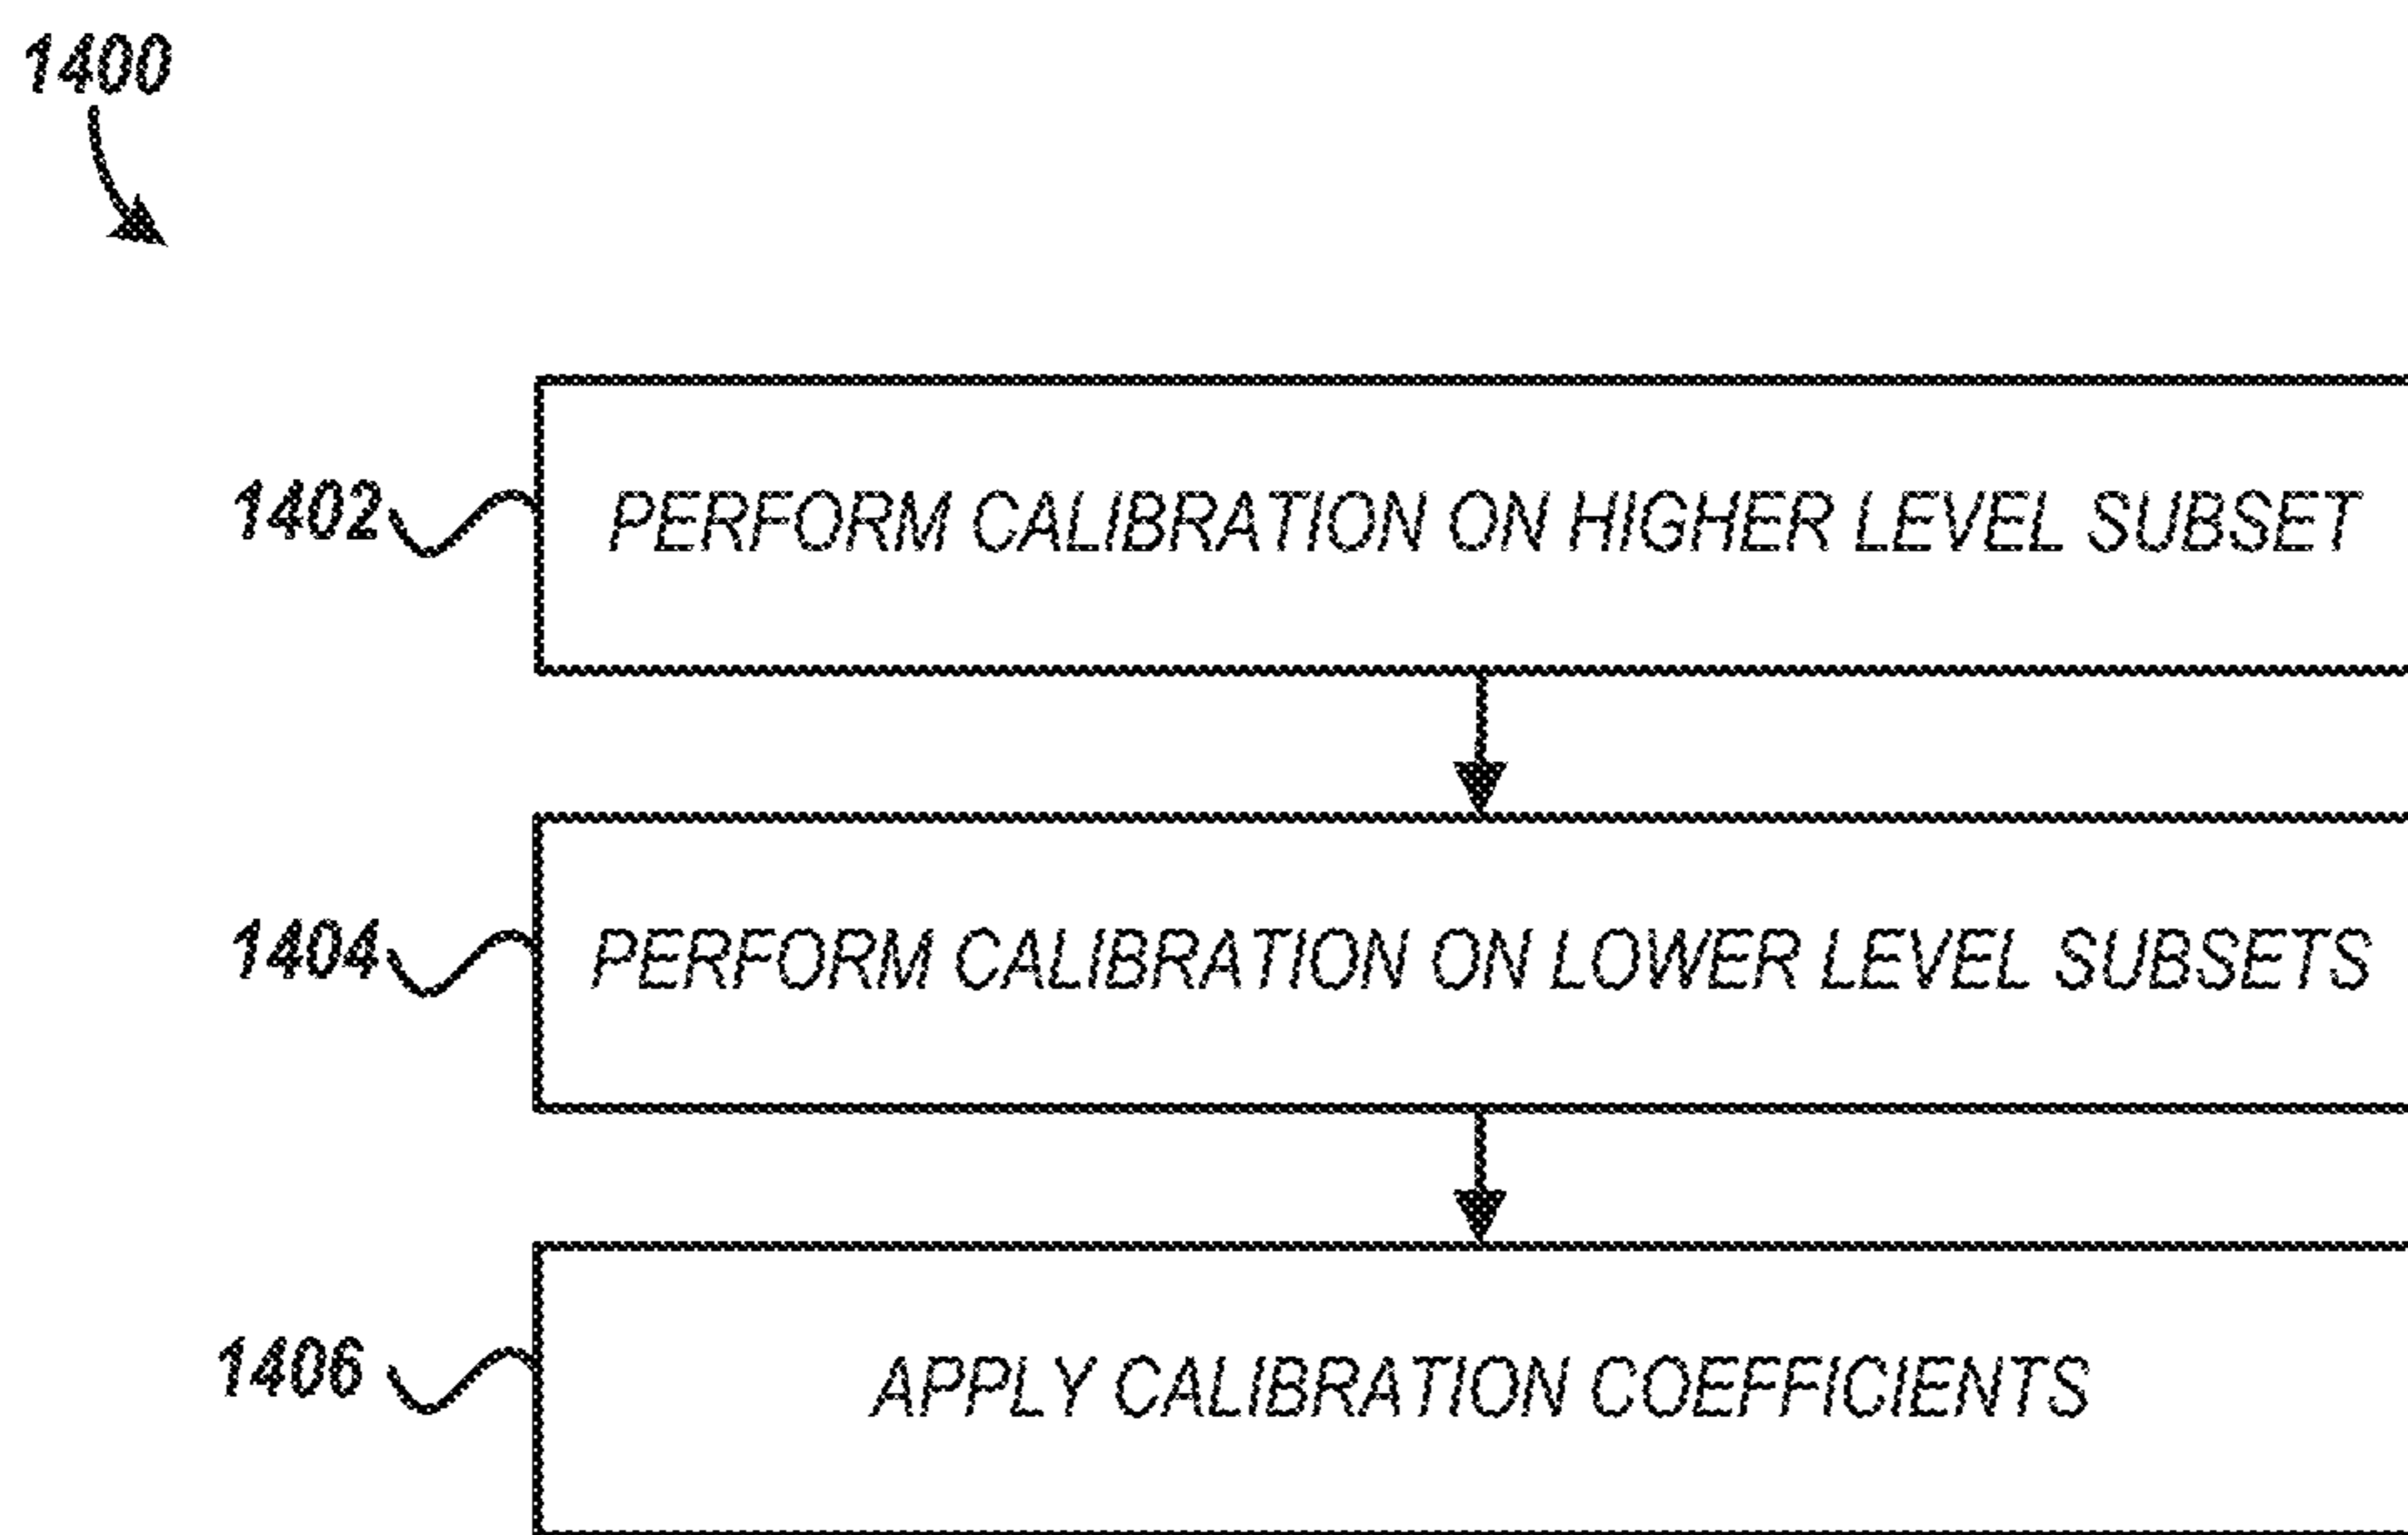 1400
1402 PERFORM CALIBRATION ON HIGHER LEVEL SUBSET
1404 PERFORM CALIBRATION ON LOWER LEVEL SUBSETS
1406 APPLY CALIBRATION COEFFICIENTS